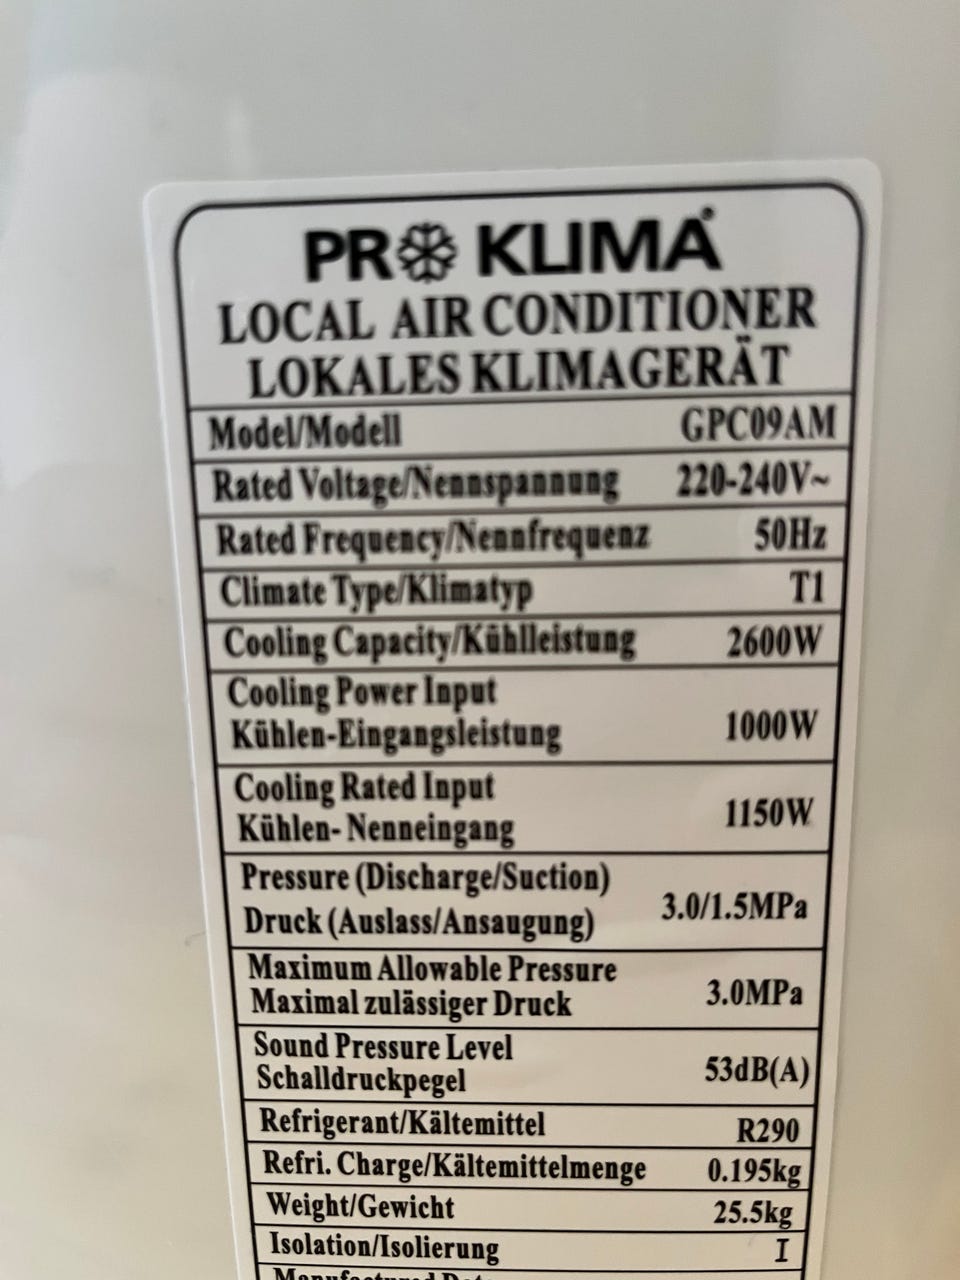 PRO KLIMA
LOCAL AIR CONDITIONER
LOKALES KLIMAGERÄT
Model/Modell GPC09AM
Rated Voltage/Nennspannung 220-240V~
Rated Frequency/Nennfrequenz 50Hz
Climate Type/Klimatyp T1
Cooling Capacity/Kühlleistung 2600W
Cooling Power Input
Kühlen-Eingangsleistung 1000W
Cooling Rated Input
Kühlen- Nenneingang 1150W
Pressure (Discharge/Suction)
Druck (Auslass/Ansaugung) 3.0/1.5MPa
Maximum Allowable Pressure
Maximal zulässiger Druck 3.0MPa
Sound Pressure Level
Schalldruckpegel 53dB(A)
Refrigerant/Kältemittel R290
Refri. Charge/Kältemittelmenge 0.195kg
Weight/Gewicht 25.5kg
Isolation/Isolierung I